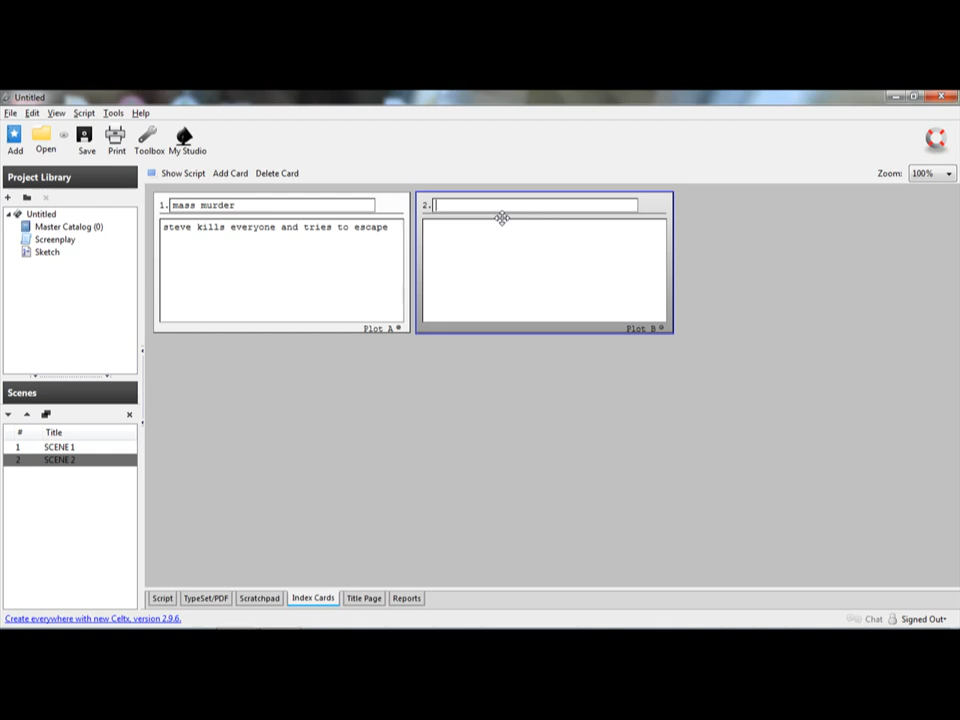 Untitled
File Edit View Script Tools Help
Add Open Save Print Toolbox My Studio
Project Library
Show Script Add Card Delete Card Zoom: 100%
Untitled
Master Catalog (0)
Screenplay
Sketch
1. mass murder
steve kills everyone and tries to escape
Plot A
2.
Plot B
Scenes
# Title
1 SCENE 1
2 SCENE 2
Script TypeSet/PDF Scratchpad Index Cards Title Page Reports
Create everywhere with new Celtx, version 2.9.6. Chat Signed Out